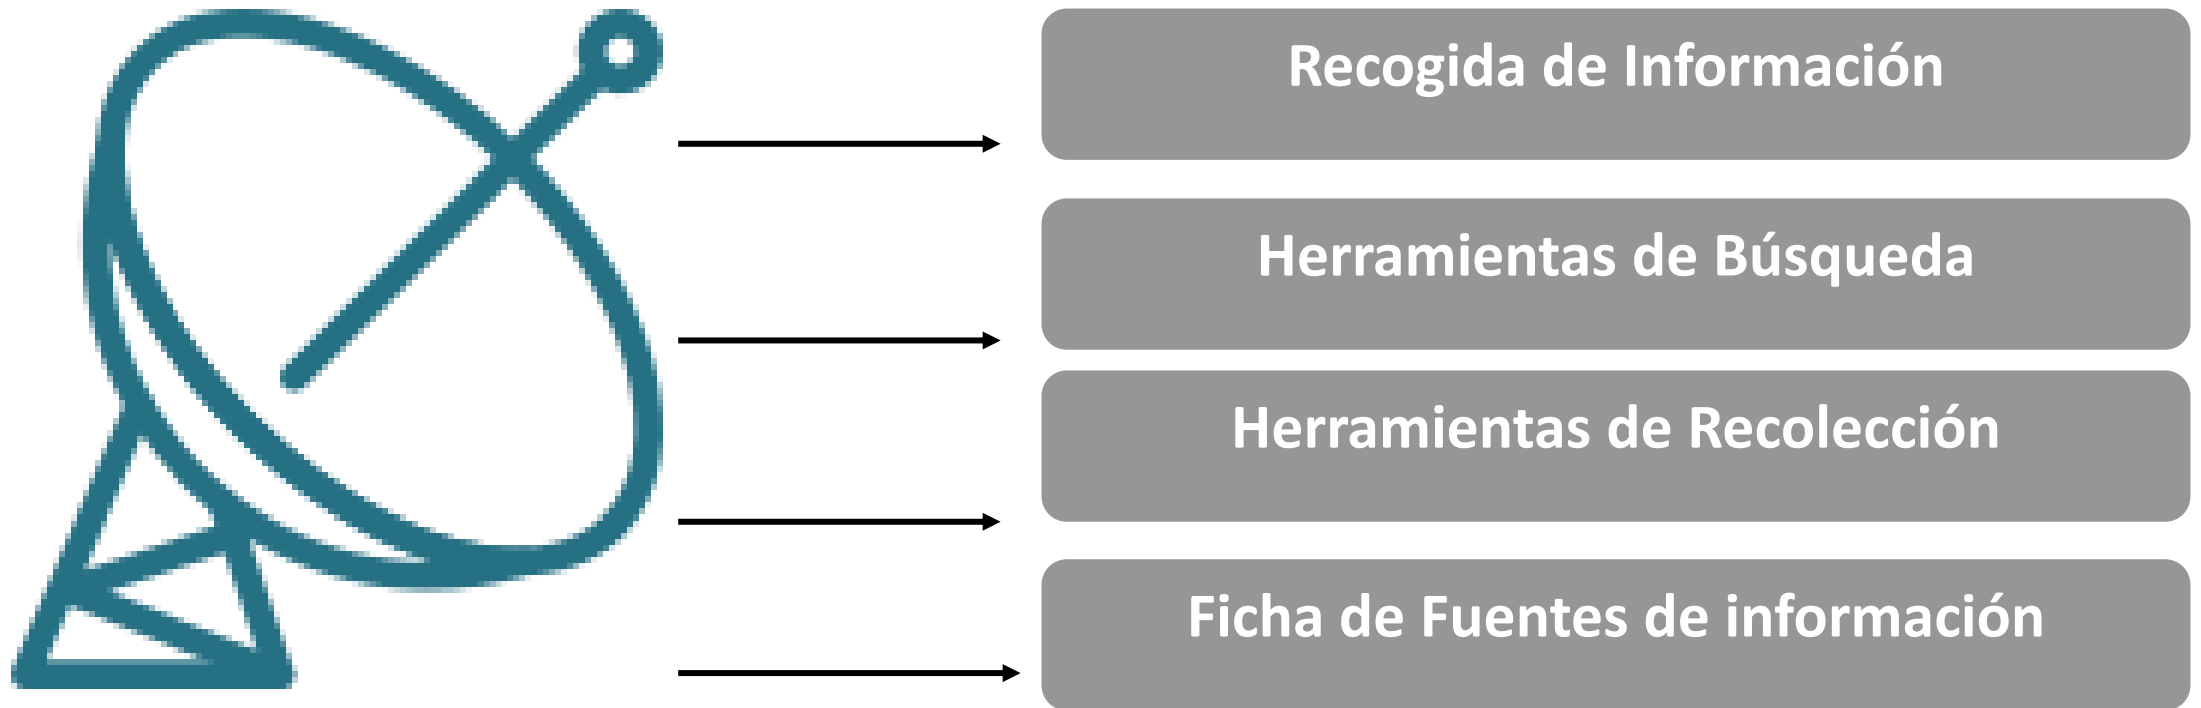 Recogida de Información
Herramientas de Búsqueda
Herramientas de Recolección
Ficha de Fuentes de información